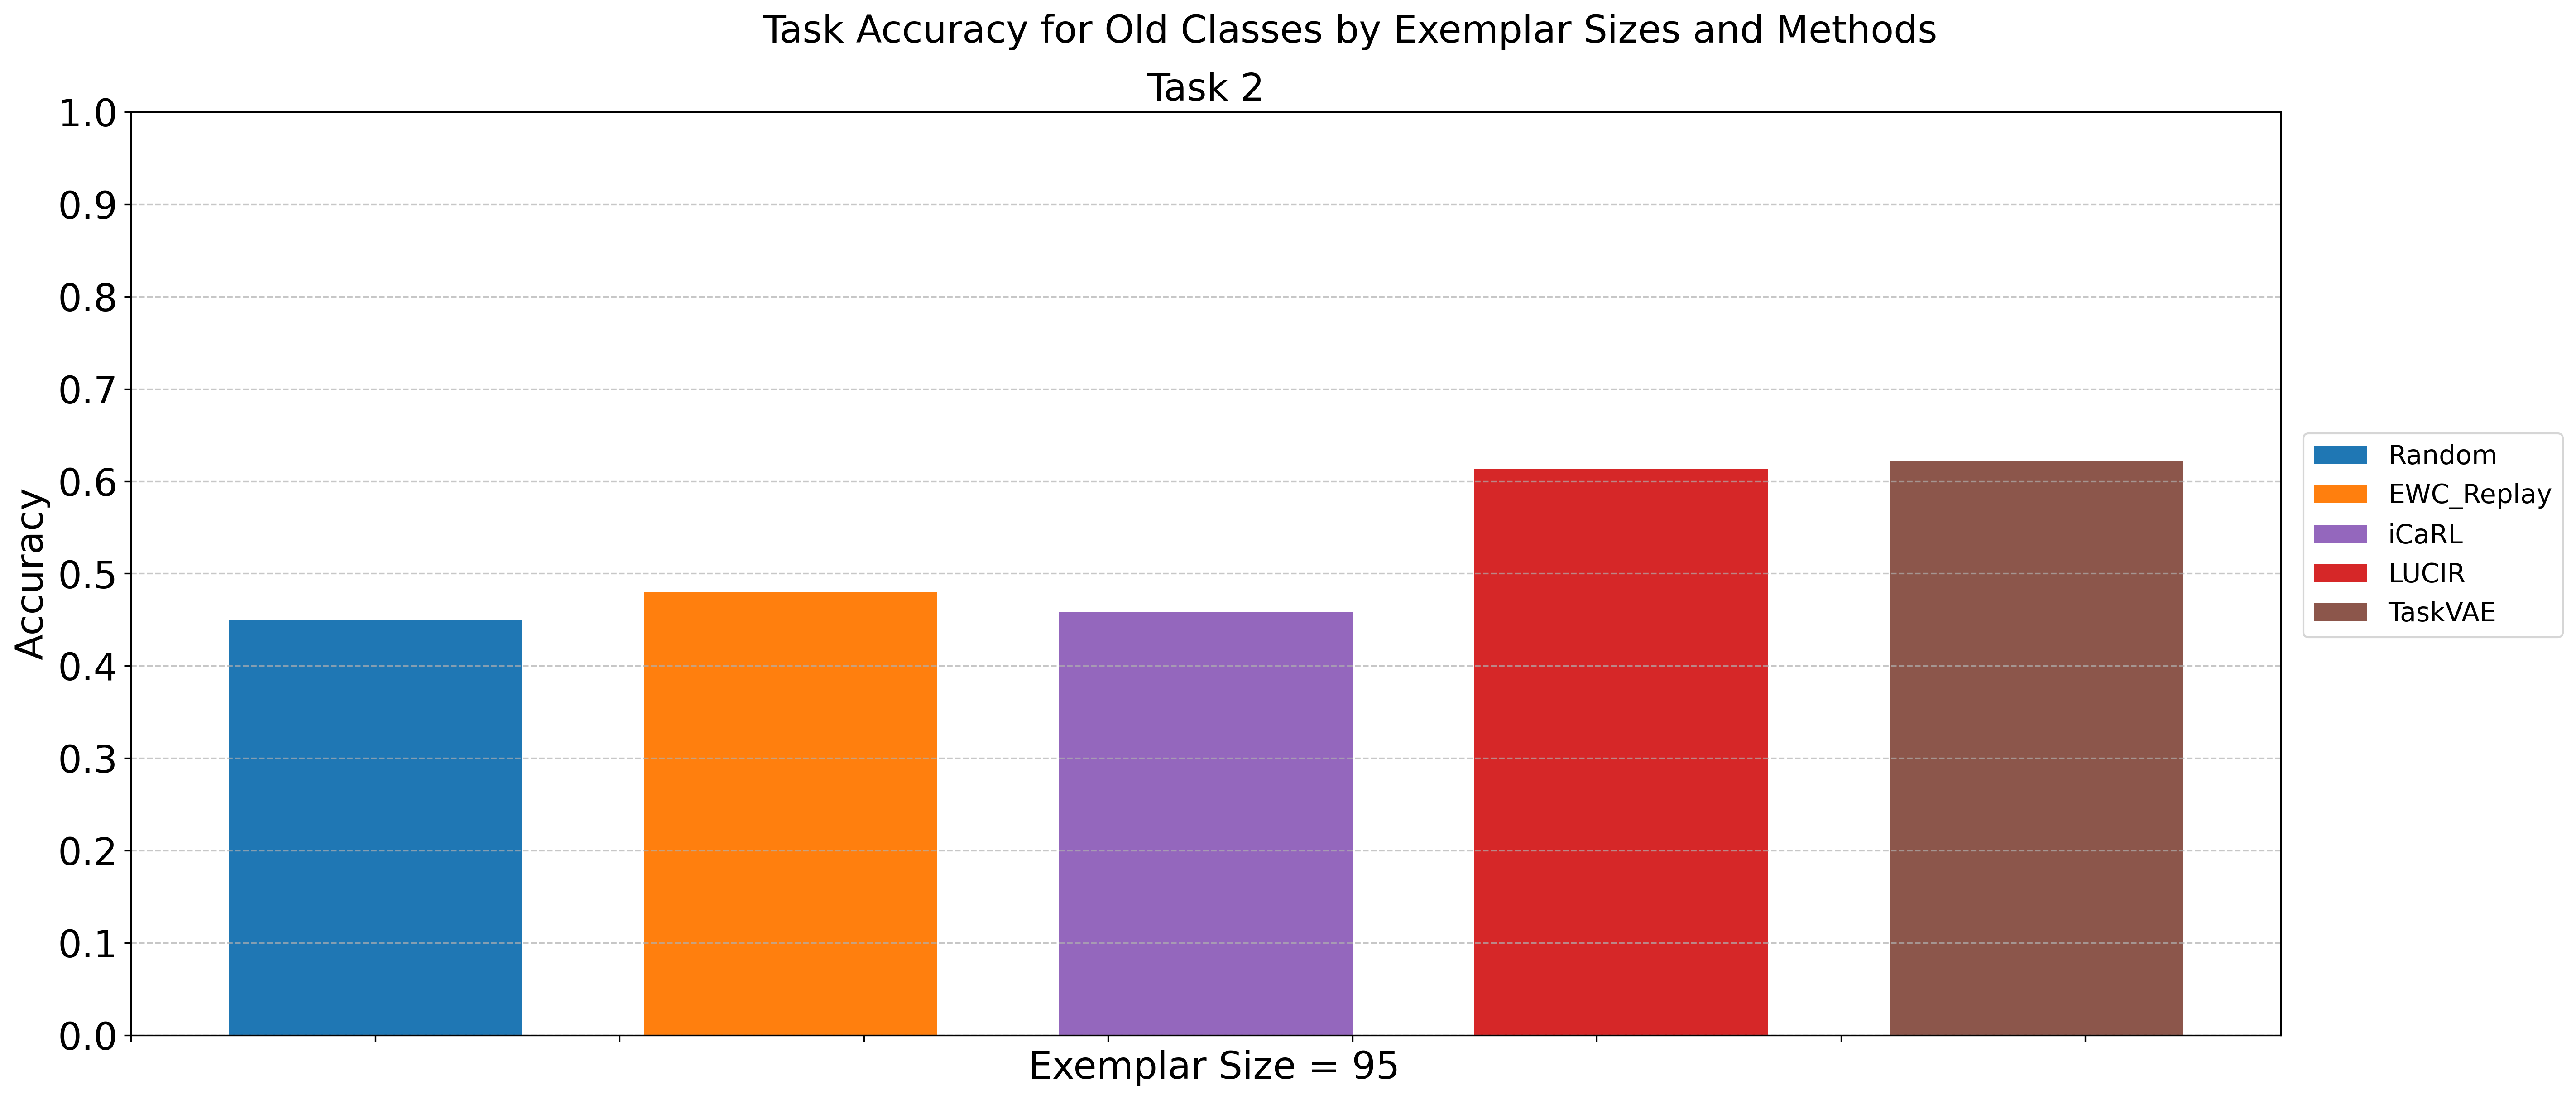 Task Accuracy for Old Classes by Exemplar Sizes and Methods
Task 2
1.0
0.9
0.8
0.7
0.6
0.5
0.4
0.3
0.2
0.1
0.0
Accuracy
Exemplar Size = 95
Random
EWC_Replay
iCaRL
LUCIR
TaskVAE